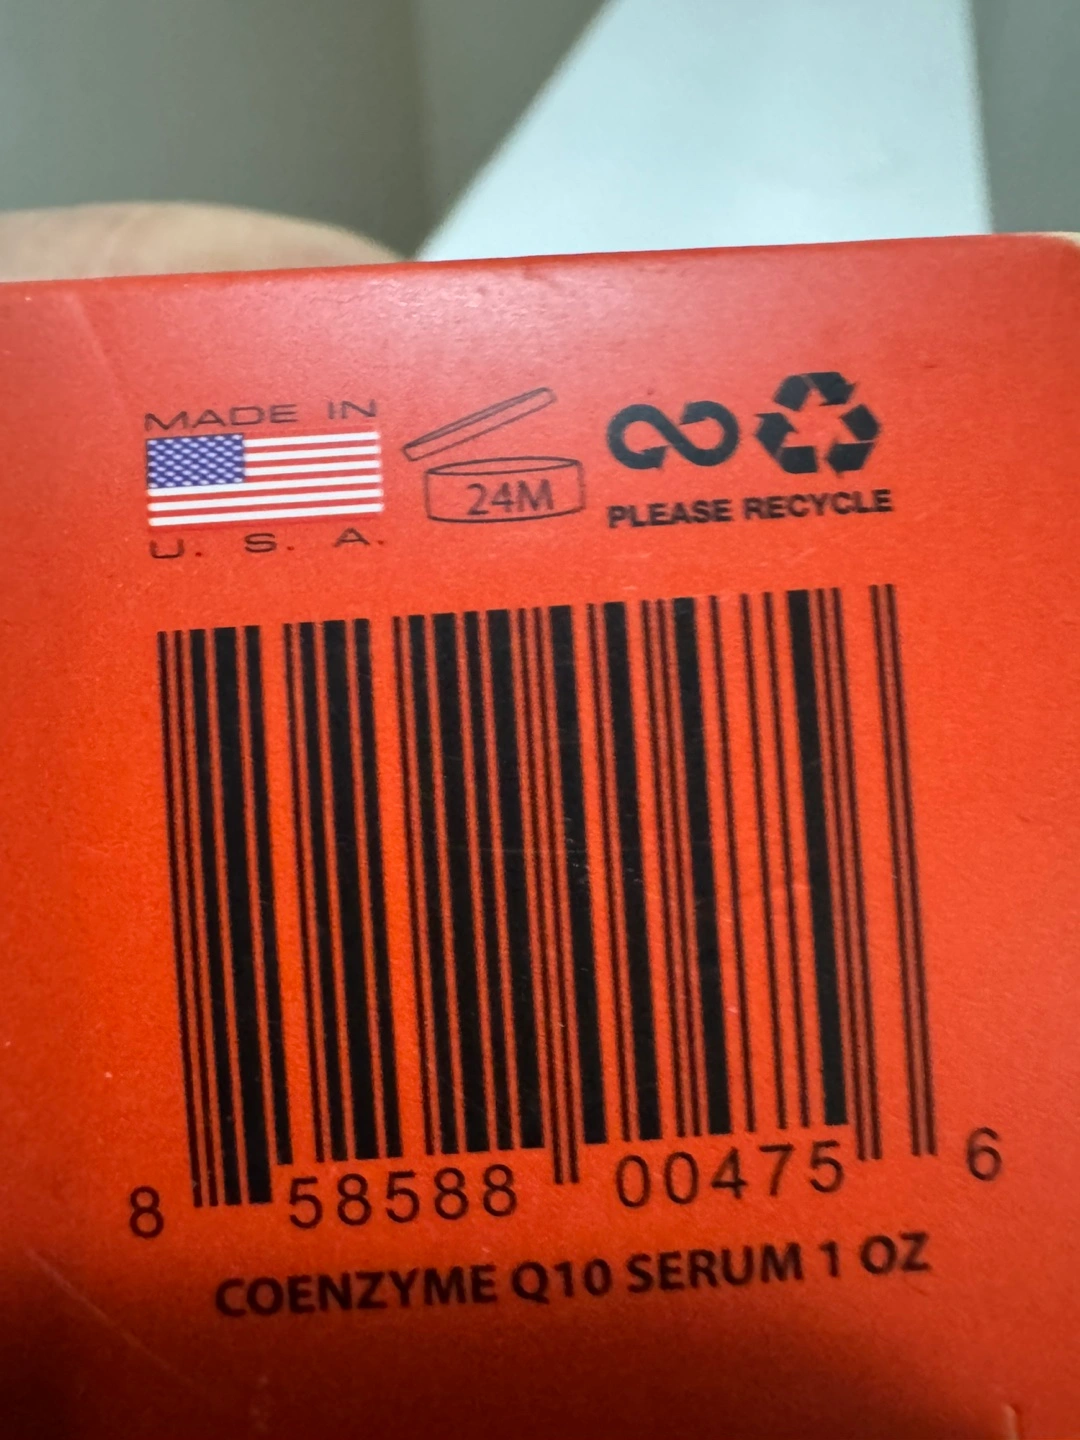 MADE IN
U. S. A.
24M
PLEASE RECYCLE
8 58588 00475 6
COENZYME Q10 SERUM 1 OZ